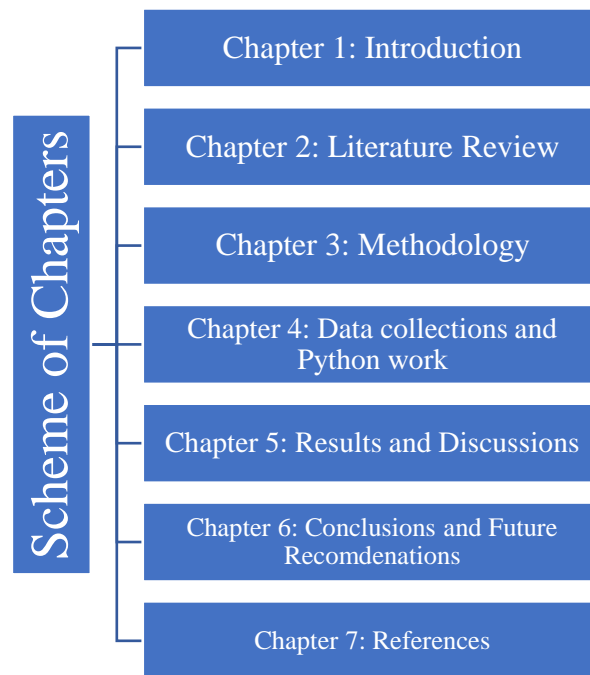 Scheme of Chapters
Chapter 1: Introduction
Chapter 2: Literature Review
Chapter 3: Methodology
Chapter 4: Data collections and
Python work
Chapter 5: Results and Discussions
Chapter 6: Conclusions and Future
Recomdenations
Chapter 7: References